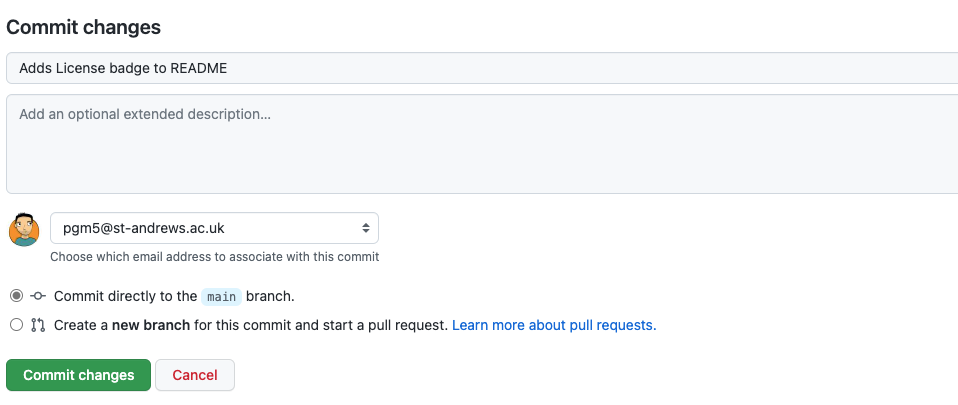 Commit changes
Adds License badge to README
Add an optional extended description...
pgm5@st-andrews.ac.uk
Choose which email address to associate with this commit
Commit directly to the main branch.
Create a new branch for this commit and start a pull request. Learn more about pull requests.
Commit changes Cancel